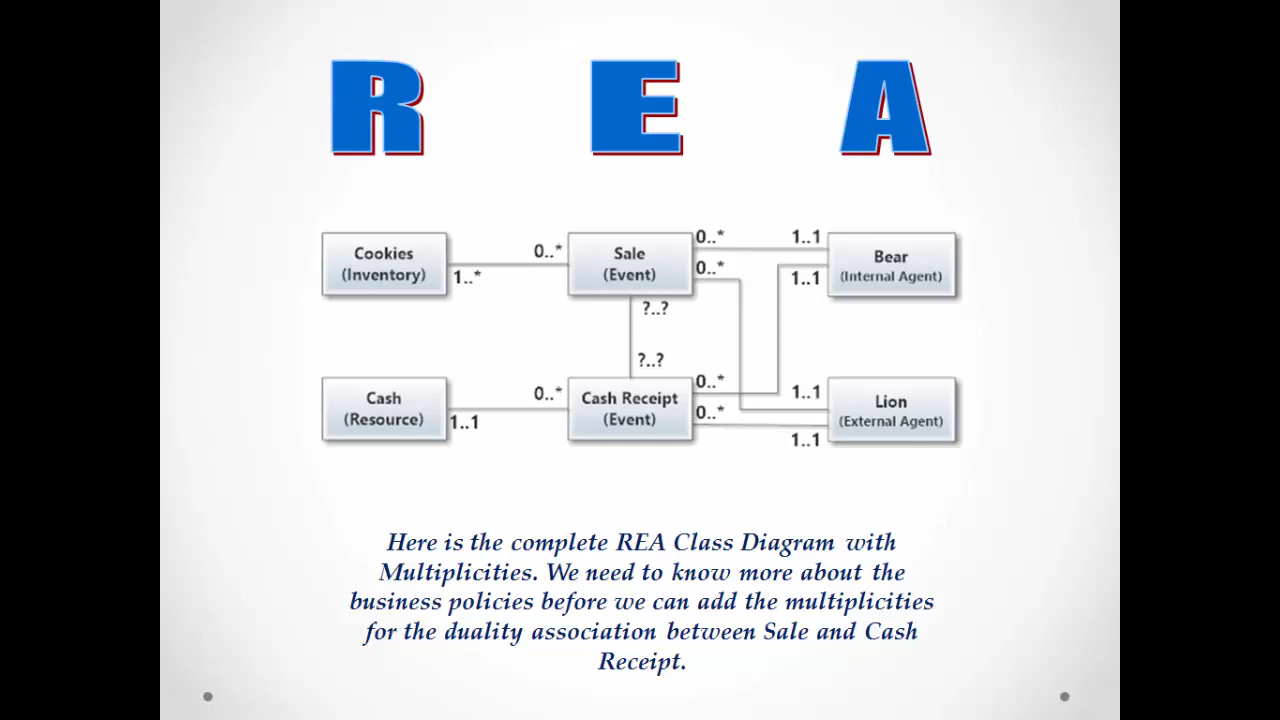 R E A
Cookies
(Inventory)
1..*
0..*
Sale
(Event)
0..*
0..*
1..1
1..1
Bear
(Internal Agent)
?..?
?..?
Cash
(Resource)
1..1
0..*
Cash Receipt
(Event)
0..*
0..*
1..1
1..1
Lion
(External Agent)
Here is the complete REA Class Diagram with
Multiplicities. We need to know more about the
business policies before we can add the multiplicities
for the duality association between Sale and Cash
Receipt.